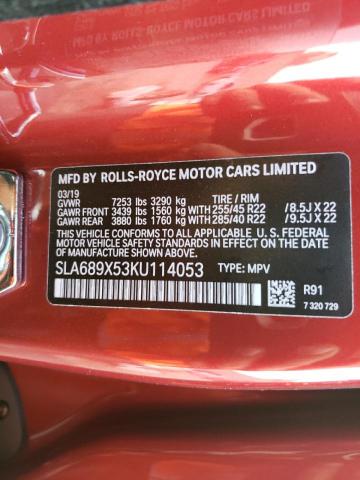 MFD BY ROLLS-ROYCE MOTOR CARS LIMITED
03/19
GVWR 7253 lbs 3290 kg TIRE / RIM
GAWR FRONT 3439 lbs 1560 kg 255/45 R22 / 8.5J X 22
GAWR REAR 3880 lbs 1760 kg 285/40 R22 / 9.5J X 22
THIS VEHICLE CONFORMS TO ALL APPLICABLE U. S. FEDERAL
MOTOR VEHICLE SAFETY STANDARDS IN EFFECT ON THE DATE
OF MANUFACTURE SHOWN ABOVE.
SLA689X53KU114053 TYPE: MPV
R91
7 320 729